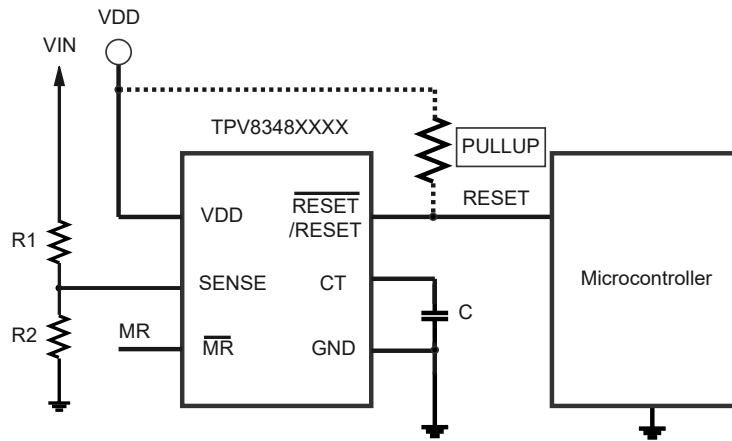 VDD
VIN
TPV8348XXXX
PULLUP
VDD
RESET
/RESET
RESET
R1
SENSE
CT
Microcontroller
C
R2
MR
MR
GND